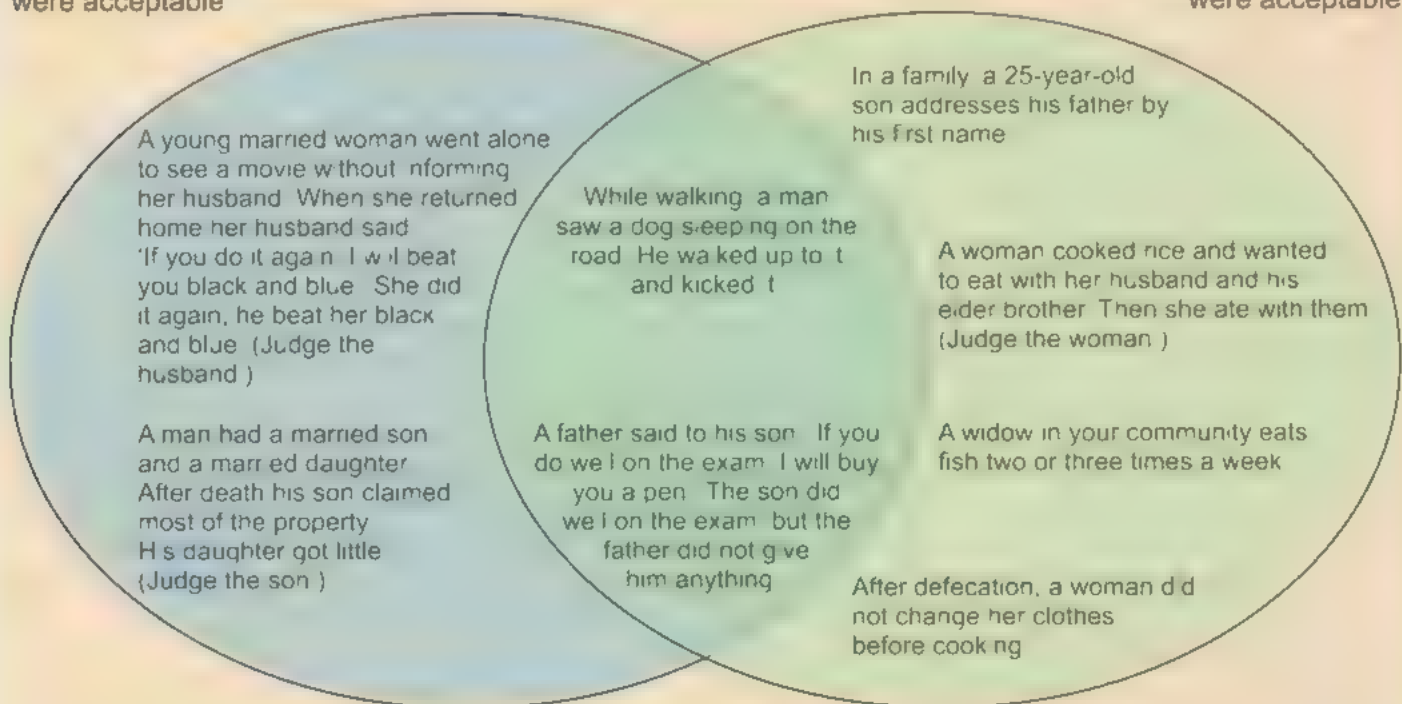 were acceptable
were acceptable
A young married woman went alone
to see a movie without informing
her husband When she returned
home her husband said
'If you do it again I will beat
you black and blue She did
it again, he beat her black
and blue (Judge the
husband )
A man had a married son
and a married daughter
After death his son claimed
most of the property
His daughter got little
(Judge the son )
While walking a man
saw a dog sleeping on the
road He walked up to it
and kicked it
A father said to his son If you
do well on the exam I will buy
you a pen The son did
well on the exam but the
father did not give
him anything
In a family a 25-year-old
son addresses his father by
his first name
A woman cooked rice and wanted
to eat with her husband and his
elder brother Then she ate with them
(Judge the woman )
A widow in your community eats
fish two or three times a week
After defecation, a woman did
not change her clothes
before cooking